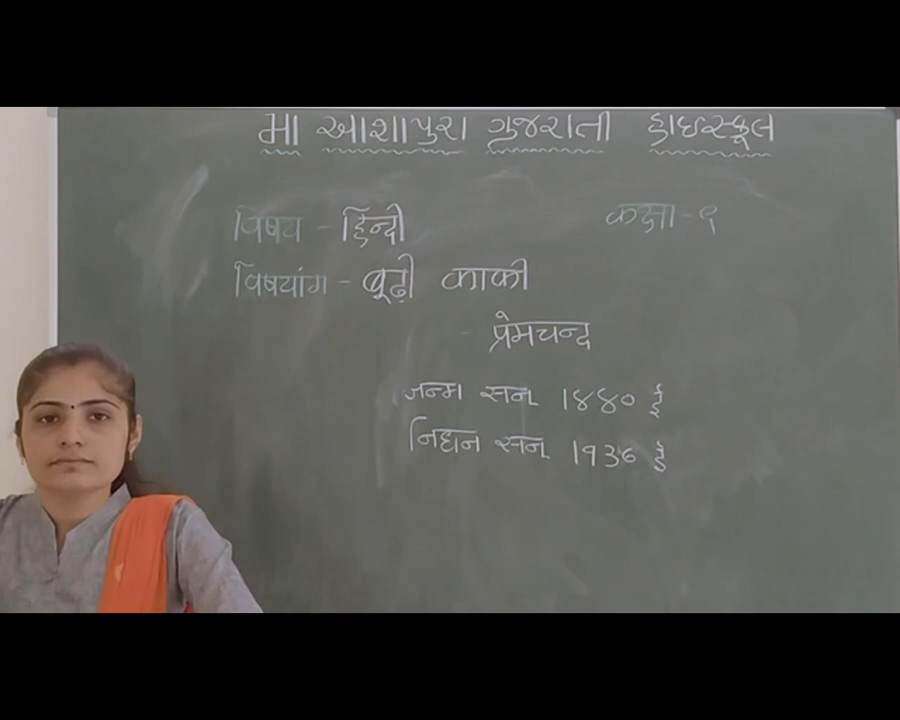 મા આશાપુરા ગુજરાતી હાઇસ્કૂલ
विषय - हिन्दी कक्षा - ९
विषयांग - बूढ़ी काकी
- प्रेमचन्द
जन्म सन् 1880 ई
निधन सन् 1936 ई